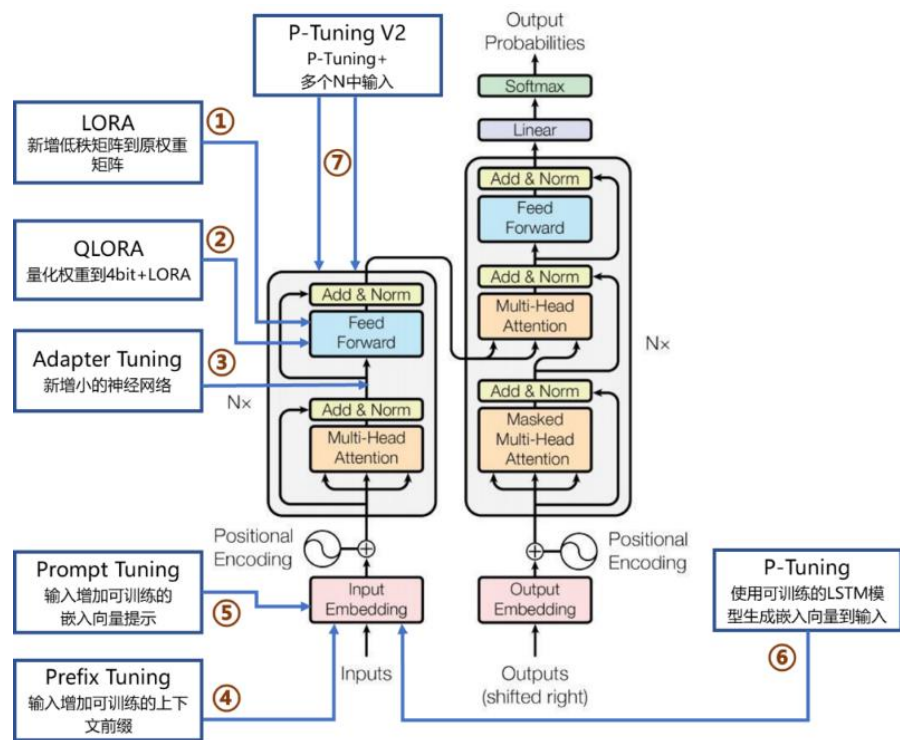 P-Tuning V2
P-Tuning+
多个N中输入
Output
Probabilities
Softmax
Linear
LORA
新增低秩矩阵到原权重
矩阵
①
⑦
Add & Norm
Feed
Forward
QLORA
量化权重到4bit+LORA
②
Add & Norm
Multi-Head
Attention
Add & Norm
Feed
Forward
Adapter Tuning
新增小的神经网络
③
N×
N×
Add & Norm
Multi-Head
Attention
Add & Norm
Masked
Multi-Head
Attention
Positional
Encoding
Positional
Encoding
Prompt Tuning
输入增加可训练的
嵌入向量提示
⑤
Input
Embedding
Output
Embedding
P-Tuning
使用可训练的LSTM模
型生成嵌入向量到输入
⑥
Prefix Tuning
输入增加可训练的上下
文前缀
④
Inputs
Outputs
(shifted right)